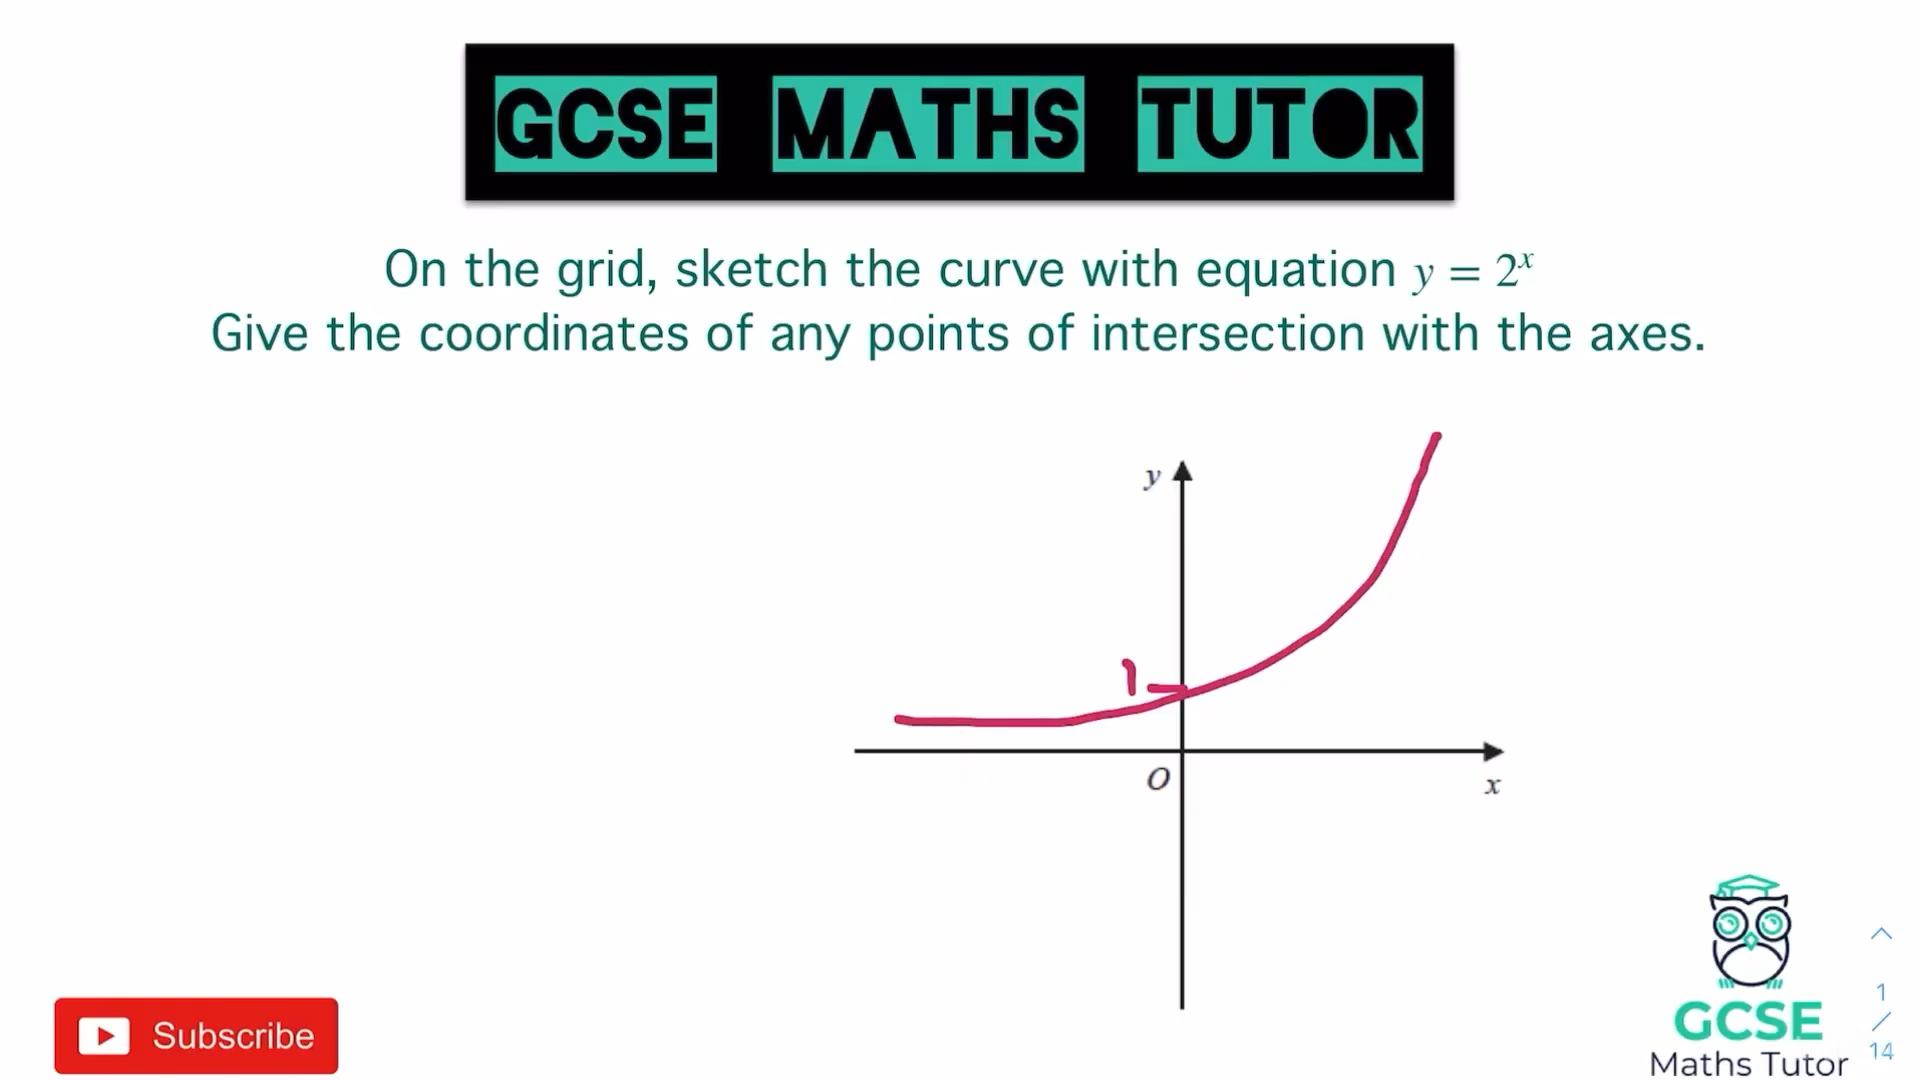 GCSE MATHS TUTOR
On the grid, sketch the curve with equation y = 2ˣ
Give the coordinates of any points of intersection with the axes.
y
1
O
x
Subscribe
GCSE
Maths Tutor
1
/
14